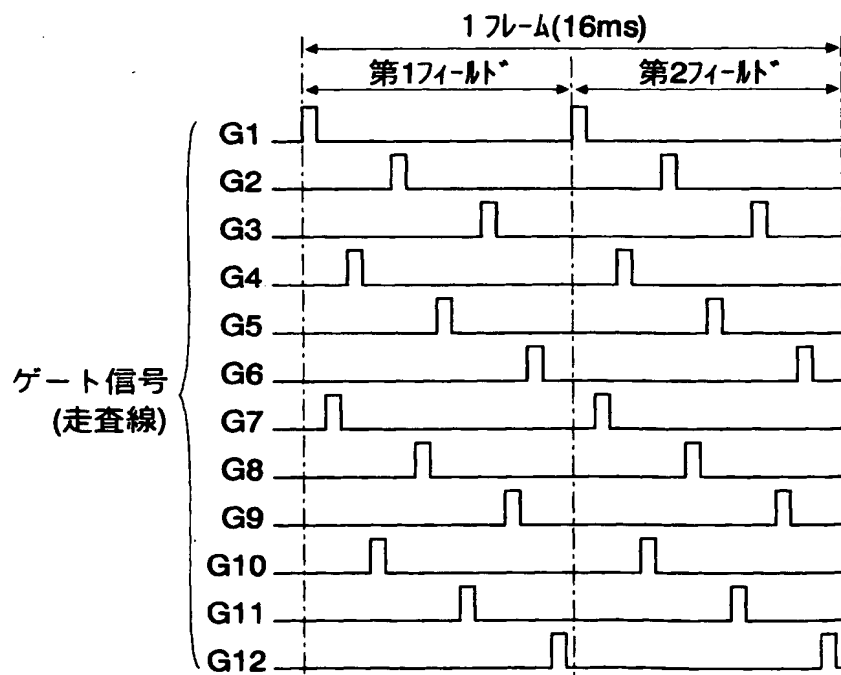 1 ﾌﾚｰﾑ(16ms)
第1ﾌｨｰﾙﾄﾞ
第2ﾌｨｰﾙﾄﾞ
G1
G2
G3
G4
G5
G6
G7
G8
G9
G10
G11
G12
ゲート信号
(走査線)